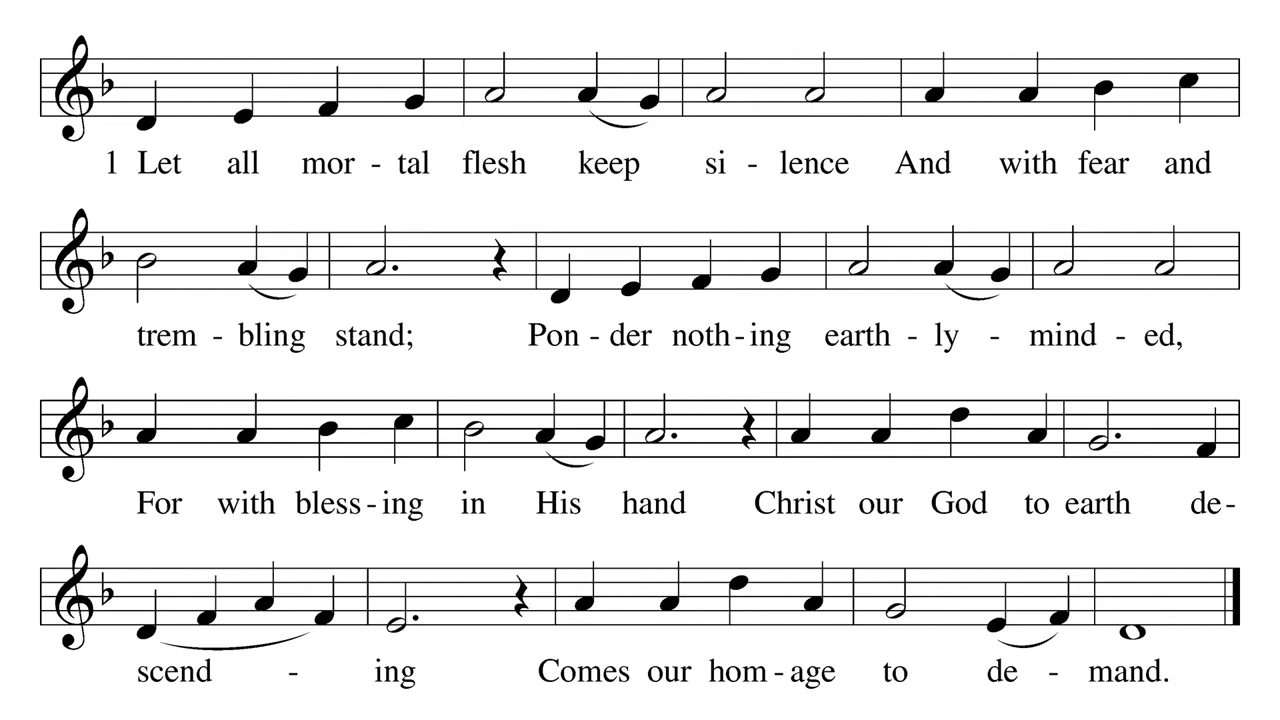 1 Let all mor - tal flesh keep si - lence And with fear and
trem - bling stand; Pon - der noth - ing earth - ly - mind - ed,
For with bless - ing in His hand Christ our God to earth de-
scend - ing Comes our hom - age to de - mand.